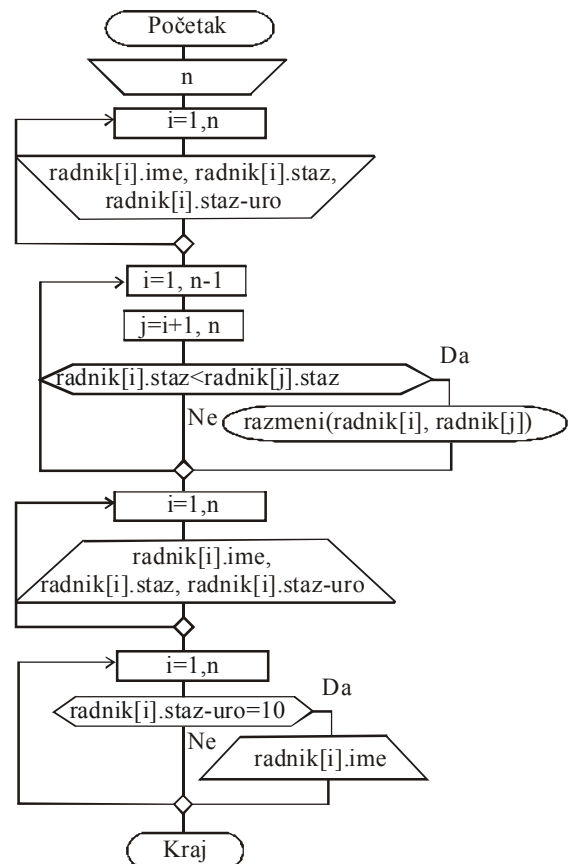 Početak
n
i=1,n
radnik[i].ime, radnik[i].staz,
radnik[i].staz-uro
i=1, n-1
j=i+1, n
Da
radnik[i].staz<radnik[j].staz
Ne
razmeni(radnik[i], radnik[j])
i=1,n
radnik[i].ime,
radnik[i].staz, radnik[i].staz-uro
i=1,n
Da
radnik[i].staz-uro=10
Ne
radnik[i].ime
Kraj